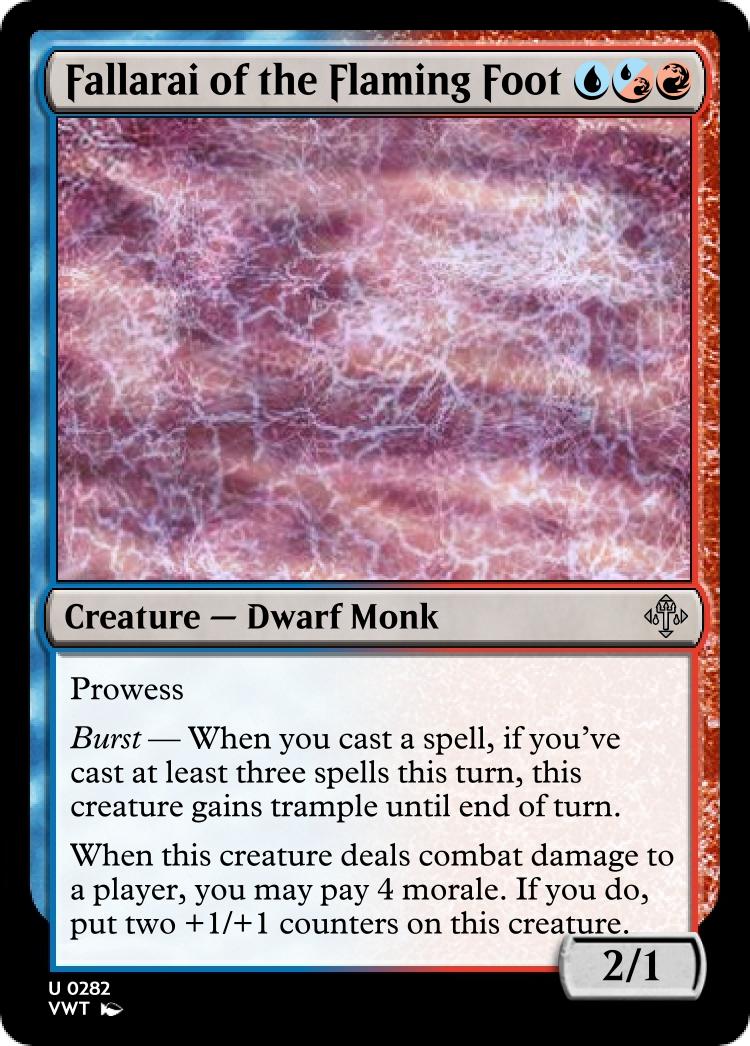 Fallarai of the Flaming Foot
Creature — Dwarf Monk
Prowess
Burst — When you cast a spell, if you've
cast at least three spells this turn, this
creature gains trample until end of turn.
When this creature deals combat damage to
a player, you may pay 4 morale. If you do,
put two +1/+1 counters on this creature.
2/1
U 0282
VWT